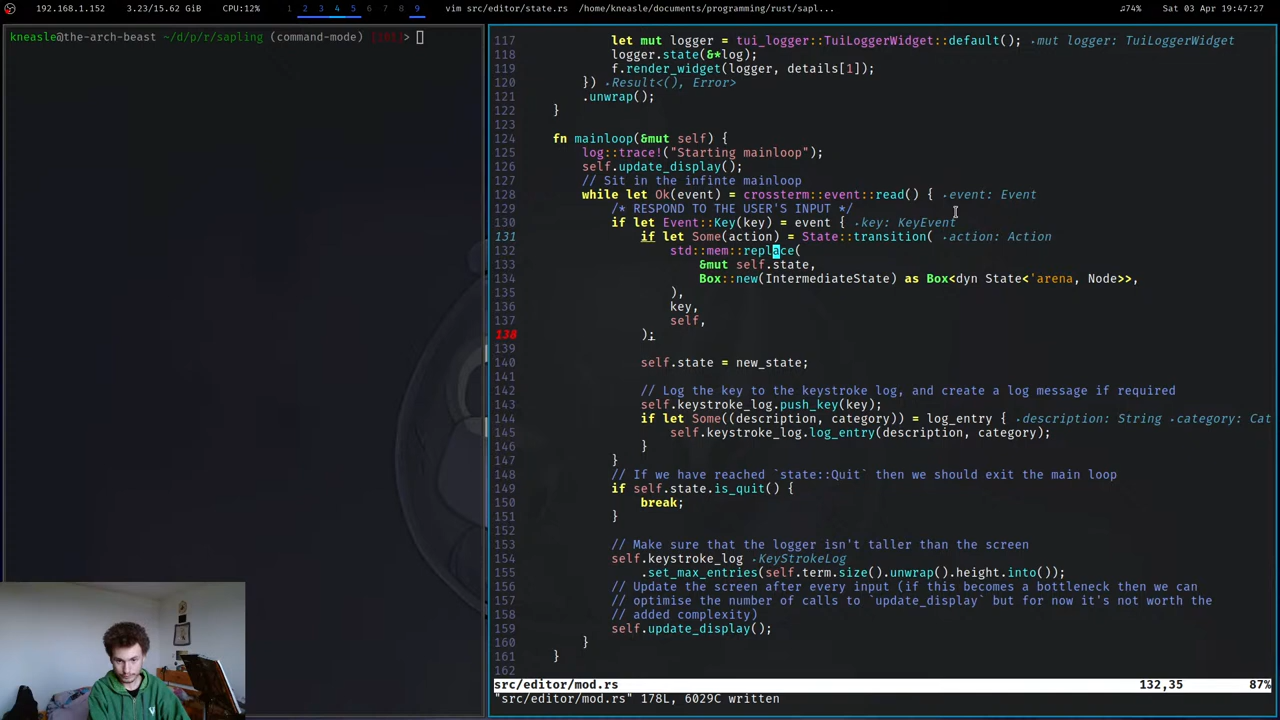 192.168.1.152 3.23/15.62 GiB CPU:12% 1 2 3 4 5 6 7 8 9 vim src/editor/state.rs /home/kneasle/documents/programming/rust/sapl... ♫74% Sat 03 Apr 19:47:27
kneasle@the-arch-beast ~/d/p/r/sapling (command-mode) [INS]>
117 let mut logger = tui_logger::TuiLoggerWidget::default(); ‣mut logger: TuiLoggerWidget
118 logger.state(&*log);
119 f.render_widget(logger, details[1]);
120 }) ‣Result<(), Error>
121 .unwrap();
122 }
123
124 fn mainloop(&mut self) {
125 log::trace!("Starting mainloop");
126 self.update_display();
127 // Sit in the infinte mainloop
128 while let Ok(event) = crossterm::event::read() { ‣event: Event
129 /* RESPOND TO THE USER'S INPUT */
130 if let Event::Key(key) = event { ‣key: KeyEvent
131 if let Some(action) = State::transition( ‣action: Action
132 std::mem::replace(
133 &mut self.state,
134 Box::new(IntermediateState) as Box<dyn State<'arena, Node>>,
135 ),
136 key,
137 self,
138 );
139
140 self.state = new_state;
141
142 // Log the key to the keystroke log, and create a log message if required
143 self.keystroke_log.push_key(key);
144 if let Some((description, category)) = log_entry { ‣description: String ‣category: Cat
145 self.keystroke_log.log_entry(description, category);
146 }
147 }
148 // If we have reached `state::Quit` then we should exit the main loop
149 if self.state.is_quit() {
150 break;
151 }
152
153 // Make sure that the logger isn't taller than the screen
154 self.keystroke_log ‣KeyStrokeLog
155 .set_max_entries(self.term.size().unwrap().height.into());
156 // Update the screen after every input (if this becomes a bottleneck then we can
157 // optimise the number of calls to `update_display` but for now it's not worth the
158 // added complexity)
159 self.update_display();
160 }
161 }
162
src/editor/mod.rs 132,35 87%
"src/editor/mod.rs" 178L, 6029C written